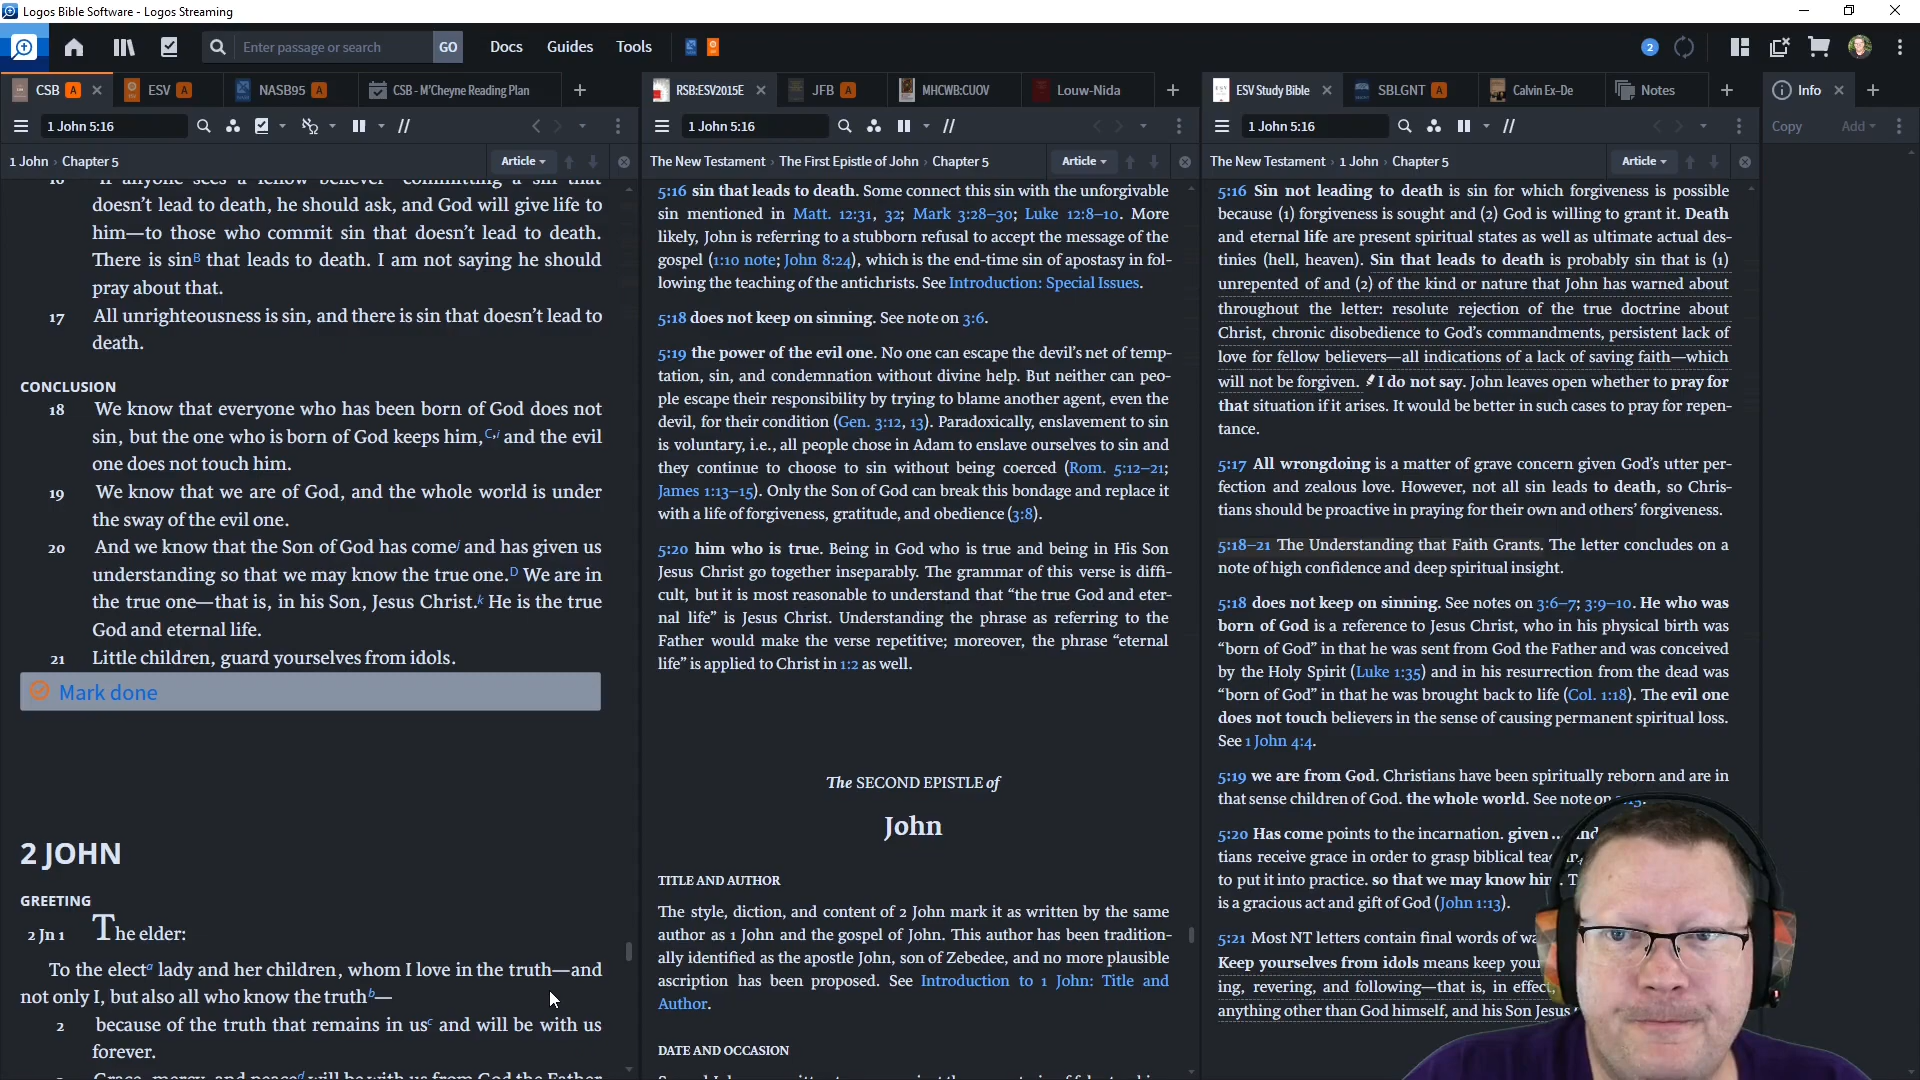 Logos Bible Software - Logos Streaming
Enter passage or search
GO
Docs
Guides
Tools
2
CSB A
ESV A
NASB95 A
CSB - M'Cheyne Reading Plan
1 John 5:16
1 John › Chapter 5
Article
doesn't lead to death, he should ask, and God will give life to
him—to those who commit sin that doesn't lead to death.
There is sinB that leads to death. I am not saying he should
pray about that.
17 All unrighteousness is sin, and there is sin that doesn't lead to
death.
CONCLUSION
18 We know that everyone who has been born of God does not
sin, but the one who is born of God keeps him,C,i and the evil
one does not touch him.
19 We know that we are of God, and the whole world is under
the sway of the evil one.
20 And we know that the Son of God has comej and has given us
understanding so that we may know the true one.D We are in
the true one—that is, in his Son, Jesus Christ.k He is the true
God and eternal life.
21 Little children, guard yourselves from idols.
Mark done
2 JOHN
GREETING
2 Jn 1 The elder:
To the electa lady and her children, whom I love in the truth—and
not only I, but also all who know the truthb—
2 because of the truth that remains in usc and will be with us
forever.
RSB:ESV2015E
JFB A
MHCWB:CUOV
Louw-Nida
1 John 5:16
The New Testament › The First Epistle of John › Chapter 5
Article
5:16 sin that leads to death. Some connect this sin with the unforgivable
sin mentioned in Matt. 12:31, 32; Mark 3:28–30; Luke 12:8–10. More
likely, John is referring to a stubborn refusal to accept the message of the
gospel (1:10 note; John 8:24), which is the end-time sin of apostasy in fol-
lowing the teaching of the antichrists. See Introduction: Special Issues.
5:18 does not keep on sinning. See note on 3:6.
5:19 the power of the evil one. No one can escape the devil's net of temp-
tation, sin, and condemnation without divine help. But neither can peo-
ple escape their responsibility by trying to blame another agent, even the
devil, for their condition (Gen. 3:12, 13). Paradoxically, enslavement to sin
is voluntary, i.e., all people chose in Adam to enslave ourselves to sin and
they continue to choose to sin without being coerced (Rom. 5:12–21;
James 1:13–15). Only the Son of God can break this bondage and replace it
with a life of forgiveness, gratitude, and obedience (3:8).
5:20 him who is true. Being in God who is true and being in His Son
Jesus Christ go together inseparably. The grammar of this verse is diffi-
cult, but it is most reasonable to understand that “the true God and eter-
nal life” is Jesus Christ. Understanding the phrase as referring to the
Father would make the verse repetitive; moreover, the phrase “eternal
life” is applied to Christ in 1:2 as well.
The SECOND EPISTLE of
John
TITLE AND AUTHOR
The style, diction, and content of 2 John mark it as written by the same
author as 1 John and the gospel of John. This author has been tradition-
ally identified as the apostle John, son of Zebedee, and no more plausible
ascription has been proposed. See Introduction to 1 John: Title and
Author.
DATE AND OCCASION
ESV Study Bible
SBLGNT A
Calvin Ex-De
Notes
1 John 5:16
The New Testament › 1 John › Chapter 5
Article
5:16 Sin not leading to death is sin for which forgiveness is possible
because (1) forgiveness is sought and (2) God is willing to grant it. Death
and eternal life are present spiritual states as well as ultimate actual des-
tinies (hell, heaven). Sin that leads to death is probably sin that is (1)
unrepented of and (2) of the kind or nature that John has warned about
throughout the letter: resolute rejection of the true doctrine about
Christ, chronic disobedience to God's commandments, persistent lack of
love for fellow believers—all indications of a lack of saving faith—which
will not be forgiven. I do not say. John leaves open whether to pray for
that situation if it arises. It would be better in such cases to pray for repen-
tance.
5:17 All wrongdoing is a matter of grave concern given God's utter per-
fection and zealous love. However, not all sin leads to death, so Chris-
tians should be proactive in praying for their own and others' forgiveness.
5:18–21 The Understanding that Faith Grants. The letter concludes on a
note of high confidence and deep spiritual insight.
5:18 does not keep on sinning. See notes on 3:6–7; 3:9–10. He who was
born of God is a reference to Jesus Christ, who in his physical birth was
“born of God” in that he was sent from God the Father and was conceived
by the Holy Spirit (Luke 1:35) and in his resurrection from the dead was
“born of God” in that he was brought back to life (Col. 1:18). The evil one
does not touch believers in the sense of causing permanent spiritual loss.
See 1 John 4:4.
5:19 we are from God. Christians have been spiritually reborn and are in
that sense children of God. the whole world. See note on
5:20 Has come points to the incarnation. given ...
tians receive grace in order to grasp biblical
to put it into practice. so that we may know
is a gracious act and gift of God (John 1:13).
5:21 Most NT letters contain final words of
Keep yourselves from idols means keep
ing, revering, and following—that is, in effect,
anything other than God himself, and his Son Jesus
Info
Copy
Add